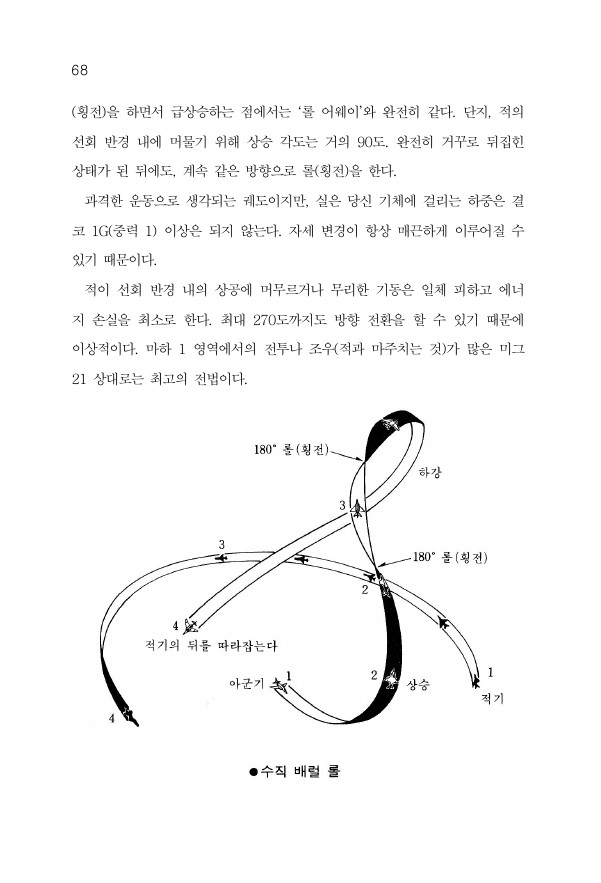 68
(횡전)을 하면서 급상승하는 점에서는 ‘롤 어웨이’와 완전히 같다. 단지, 적의
선회 반경 내에 머물기 위해 상승 각도는 거의 90도. 완전히 거꾸로 뒤집힌
상태가 된 뒤에도, 계속 같은 방향으로 롤(횡전)을 한다.
과격한 운동으로 생각되는 궤도이지만, 실은 당신 기체에 걸리는 하중은 결
코 1G(중력 1) 이상은 되지 않는다. 자세 변경이 항상 매끈하게 이루어질 수
있기 때문이다.
적이 선회 반경 내의 상공에 머무르거나 무리한 기동은 일체 피하고 에너
지 손실을 최소로 한다. 최대 270도까지도 방향 전환을 할 수 있기 때문에
이상적이다. 마하 1 영역에서의 전투나 조우(적과 마주치는 것)가 많은 미그
21 상대로는 최고의 전법이다.
180° 롤(횡전)
하강
3
3
180° 롤(횡전)
2
4
적기의 뒤를 따라잡는다
1
아군기
2
상승
1
적기
4
●수직 배럴 롤